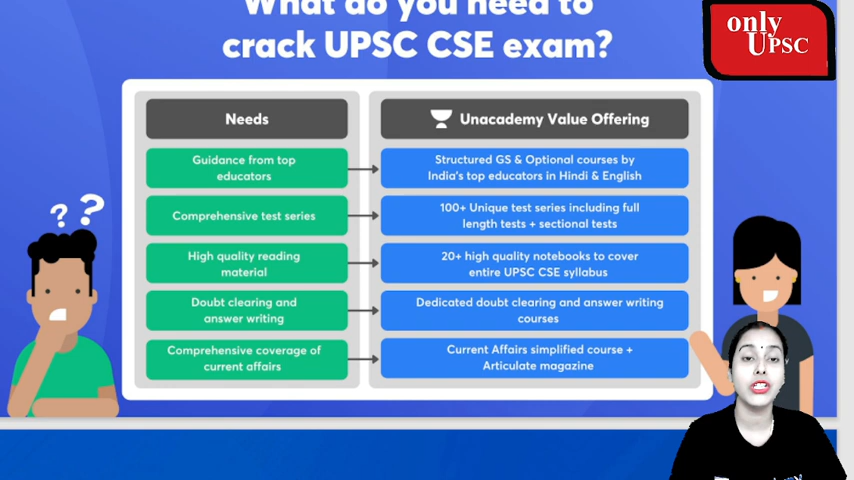 What do you need to
crack UPSC CSE exam?
only
UPSC
Needs
Unacademy Value Offering
Guidance from top
educators
Structured GS & Optional courses by
India's top educators in Hindi & English
Comprehensive test series
100+ Unique test series including full
length tests + sectional tests
High quality reading
material
20+ high quality notebooks to cover
entire UPSC CSE syllabus
Doubt clearing and
answer writing
Dedicated doubt clearing and answer writing
courses
Comprehensive coverage of
current affairs
Current Affairs simplified course +
Articulate magazine
? ?